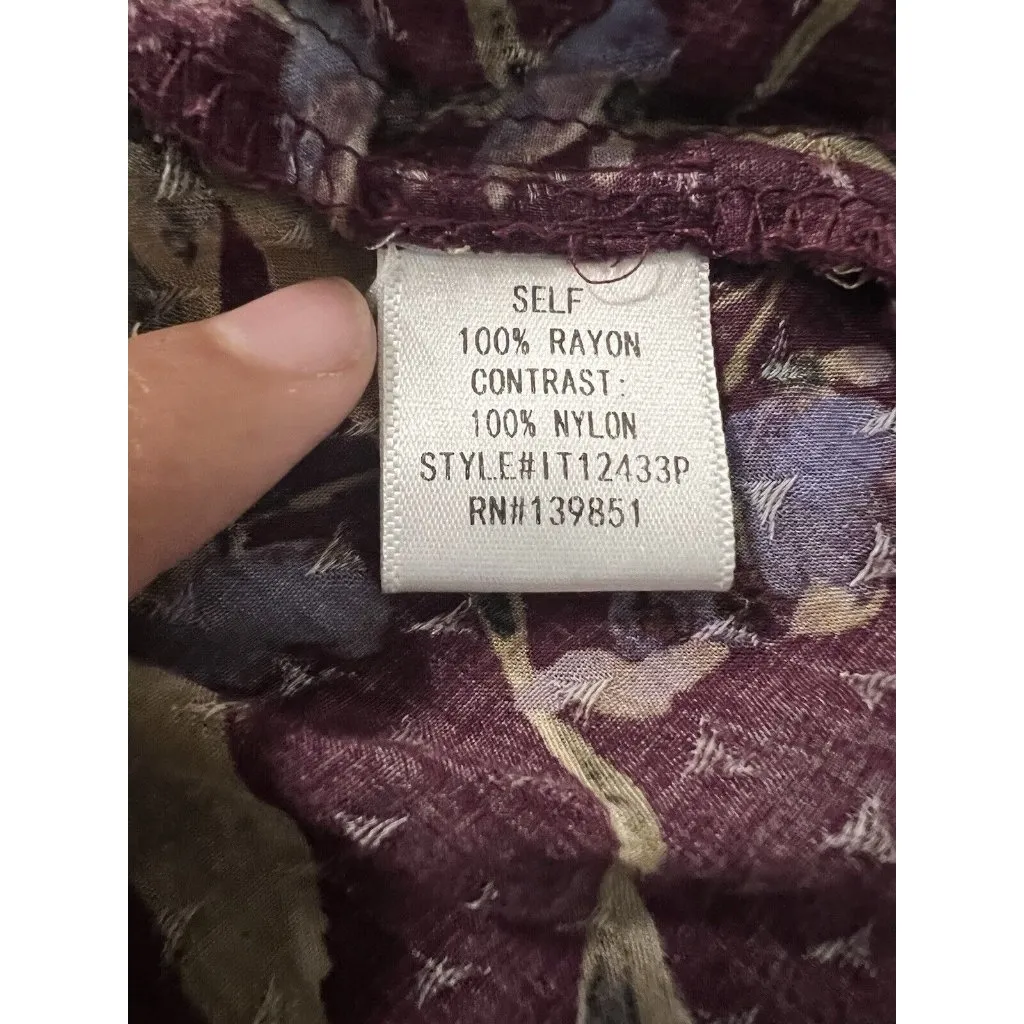 SELF
100% RAYON
CONTRAST:
100% NYLON
STYLE#IT12433P
RN#139851